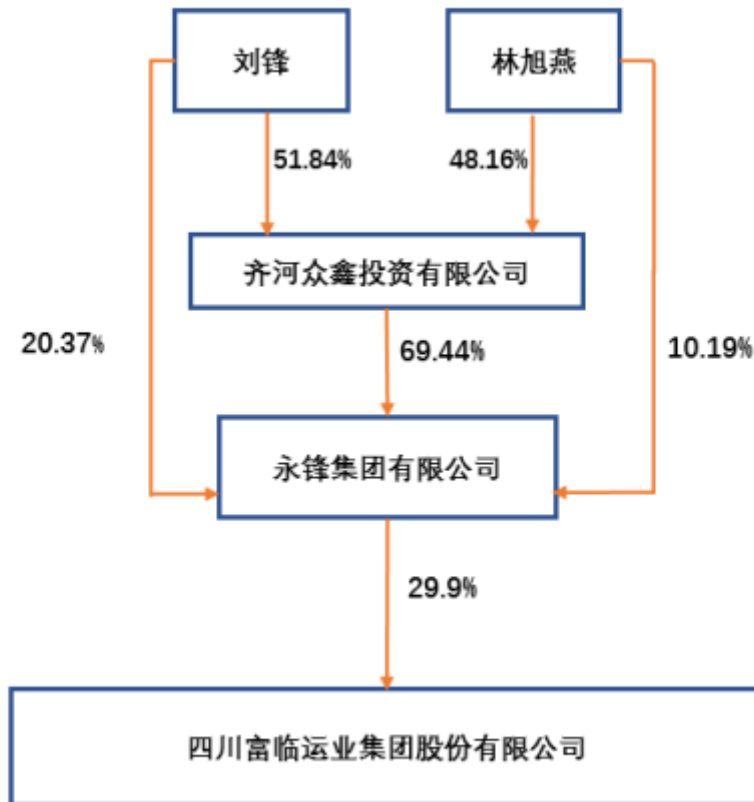 刘锋
林旭燕
51.84%
48.16%
齐河众鑫投资有限公司
20.37%
69.44%
10.19%
永锋集团有限公司
29.9%
四川富临运业集团股份有限公司